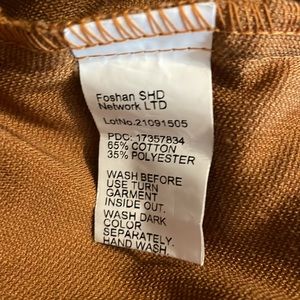 Foshan SHD
Network LTD
LotNo.21091505
PDC: 17357834
65% COTTON
35% POLYESTER
WASH BEFORE
USE TURN
GARMENT
INSIDE OUT.
WASH DARK
COLOR
SEPARATELY.
HAND WASH.